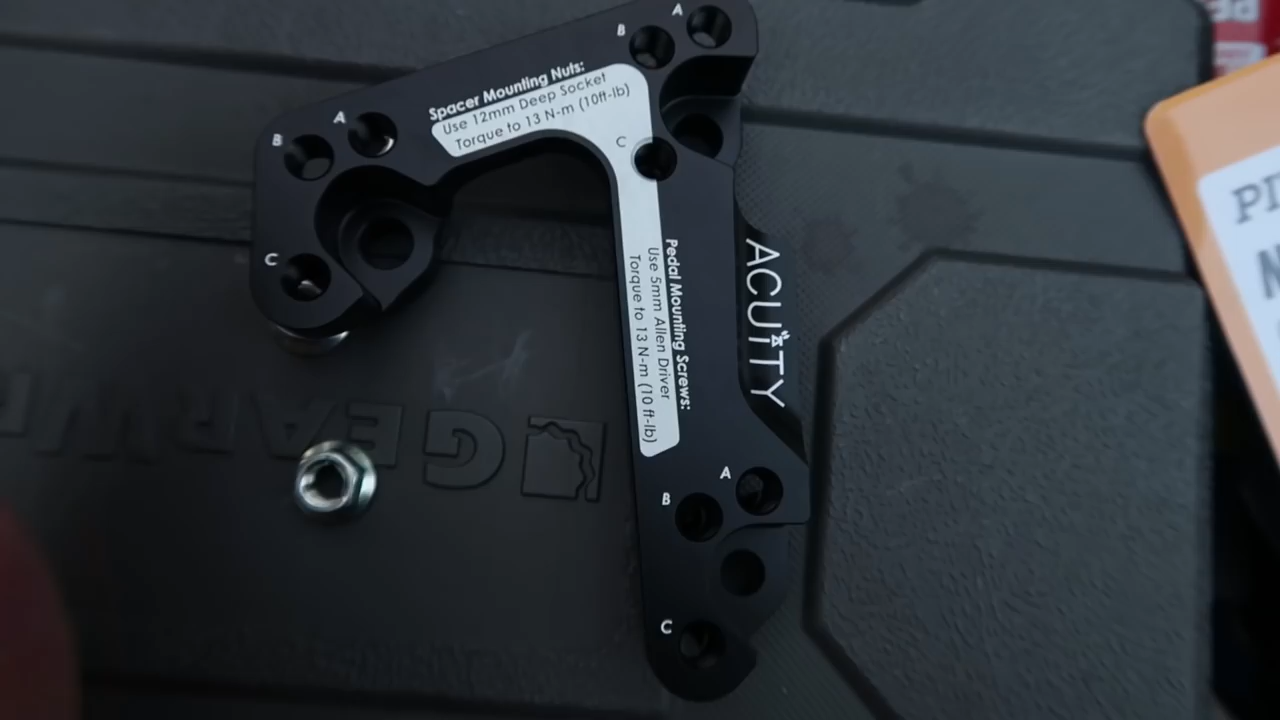 A
B
Spacer Mounting Nuts:
Use 12mm Deep Socket
Torque to 13 N-m (10ft-lb)
A
B
C
C
Pedal Mounting Screws:
Use 5mm Allen Driver
Torque to 13 N-m (10 ft-lb)
ACUITY
A
B
C
GEARW